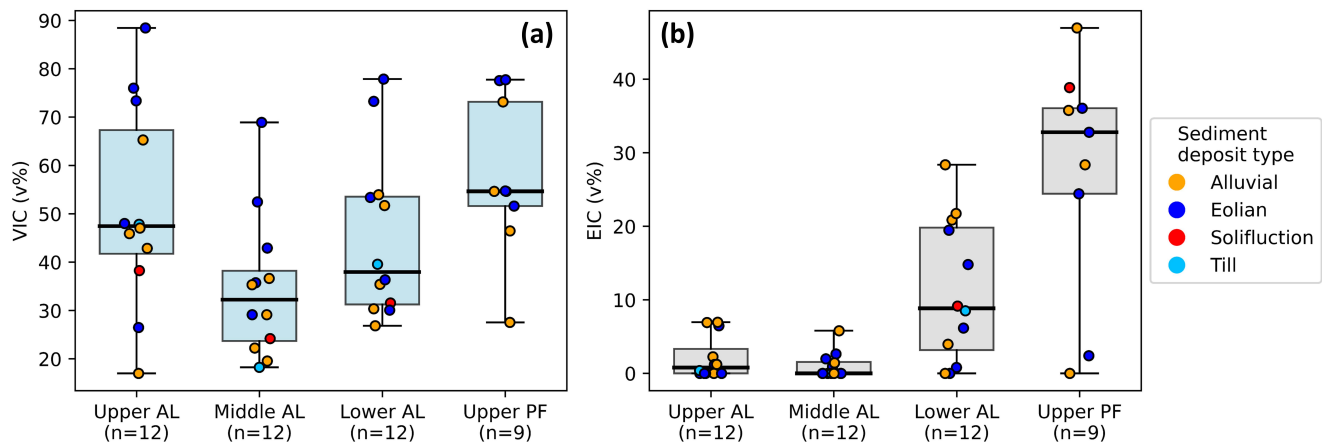 (a)
VIC (v%)
90
80
70
60
50
40
30
20
Upper AL
(n=12)
Middle AL
(n=12)
Lower AL
(n=12)
Upper PF
(n=9)
(b)
EIC (v%)
40
30
20
10
0
Upper AL
(n=12)
Middle AL
(n=12)
Lower AL
(n=12)
Upper PF
(n=9)
Sediment
deposit type
Alluvial
Eolian
Solifluction
Till